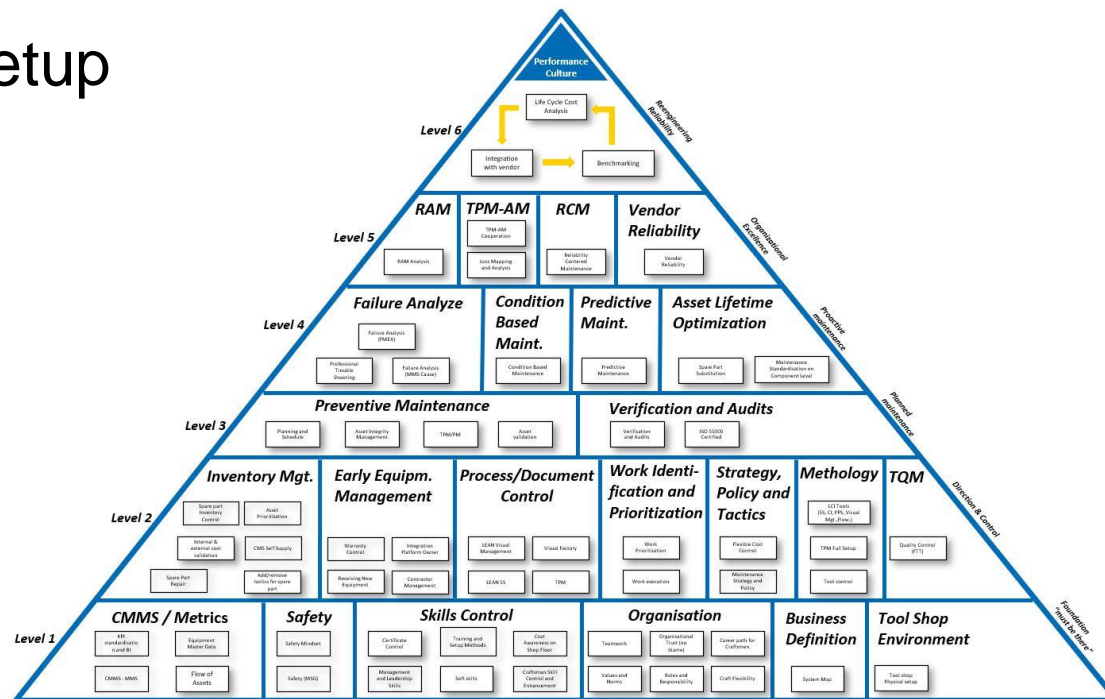 etup
Performance
Culture
Life Cycle Cost
Analysis
Level 6
Reengineering
Reliability
Integration
with vendor
Benchmarking
RAM
TPM-AM
RCM
Vendor
Reliability
Level 5
Organizational
Excellence
TPM-AM
Cooperation
RAM Analysis
Loss Mapping
and Analysis
Reliability
Centered
Maintenance
Vendor
Reliability
Failure Analyze
Condition
Based
Maint.
Predictive
Maint.
Asset Lifetime
Optimization
Level 4
Proactive
maintenance
Failure Analysis
(FMEA)
Professional
Trouble
Shooting
Failure Analysis
(MMS Cause)
Condition Based
Maintenance
Predictive
Maintenance
Spare Part
Substitution
Maintenance
Standardisation on
Component Level
Preventive Maintenance
Verification and Audits
Level 3
Planned
maintenance
Planning and
Schedule
Asset Integrity
Management
TPM/PM
Asset
validation
Verification
and Audits
ISO 55000
Certified
Inventory Mgt.
Early Equipm.
Management
Process/Document
Control
Work Identi-
fication and
Prioritization
Strategy,
Policy and
Tactics
Methology
TQM
Level 2
Direction & Control
Spare part
Inventory
Control
Asset
Prioritization
Internal &
external cost
validation
CMS Self Supply
Spare Part
Repair
Add/remove
tactics for spare
part
Warranty
Control
Integration
Platform Owner
Receiving New
Equipment
Contractor
Management
LEAN Visual
Management
Visual Factory
LEAN 5S
TPM
Work
Prioritization
Work execution
Flexible Cost
Control
Maintenance
Strategy and
Policy
LCI Tools
(5S, CI, PPS, Visual
Mgt.,Flow,)
TPM Full Setup
Tool control
Quality Control
(FTT)
CMMS / Metrics
Safety
Skills Control
Organisation
Business
Definition
Tool Shop
Environment
Level 1
Foundation
"must be there"
KPI
standardisatio
n and BI
Equipment
Master Data
CMMS - MMS
Flow of
Assets
Safety Mindset
Safety (MSG)
Certificate
Control
Training and
Setup Methods
Cost
Awareness on
Shop Floor
Management
and Leadership
Skills
Soft skills
Craftsman Skill
Control and
Enhancement
Teamwork
Organisational
Trust (no
blame)
Career path for
Craftsmen
Values and
Norms
Roles and
Responsibility
Craft Flexibility
System Map
Tool shop
Physical setup